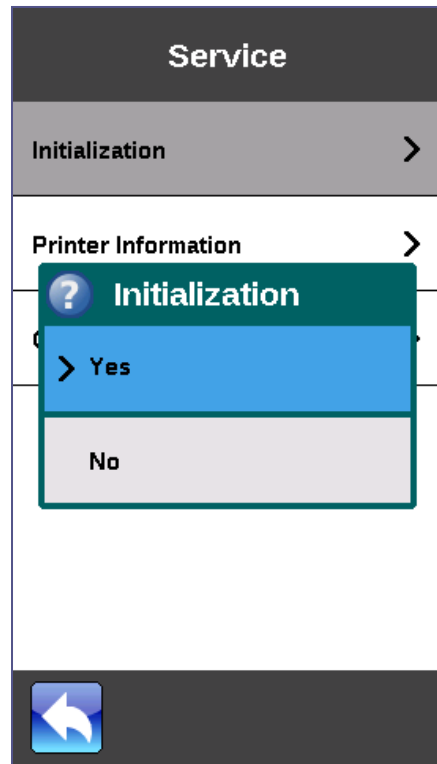 Service
Initialization
Printer Information
Initialization
Yes
No